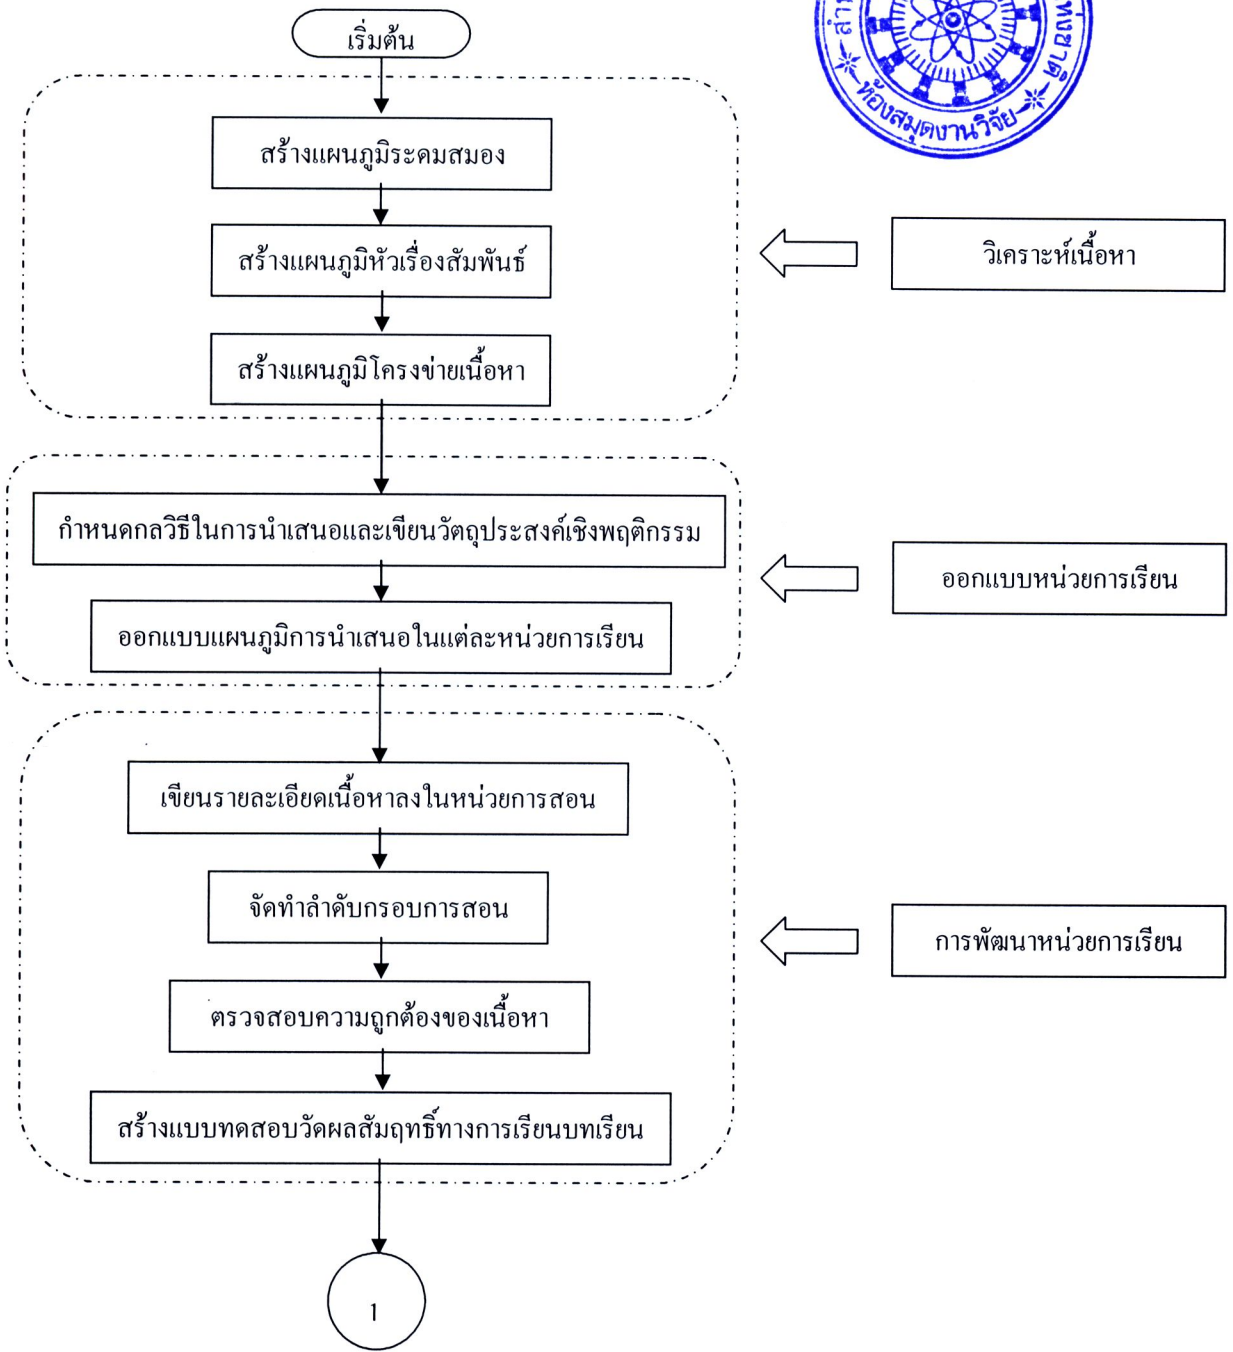 เริ่มต้น
สร้างแผนภูมิระดมสมอง
สร้างแผนภูมิหัวเรื่องสัมพันธ์
วิเคราะห์เนื้อหา
สร้างแผนภูมิโครงข่ายเนื้อหา
กำหนดกลวิธีในการนำเสนอและเขียนวัตถุประสงค์เชิงพฤติกรรม
ออกแบบหน่วยการเรียน
ออกแบบแผนภูมิการนำเสนอในแต่ละหน่วยการเรียน
เขียนรายละเอียดเนื้อหาลงในหน่วยการสอน
จัดทำลำดับกรอบการสอน
การพัฒนาหน่วยการเรียน
ตรวจสอบความถูกต้องของเนื้อหา
สร้างแบบทดสอบวัดผลสัมฤทธิ์ทางการเรียนบทเรียน
1
ห้องสมุดงานวิจัย